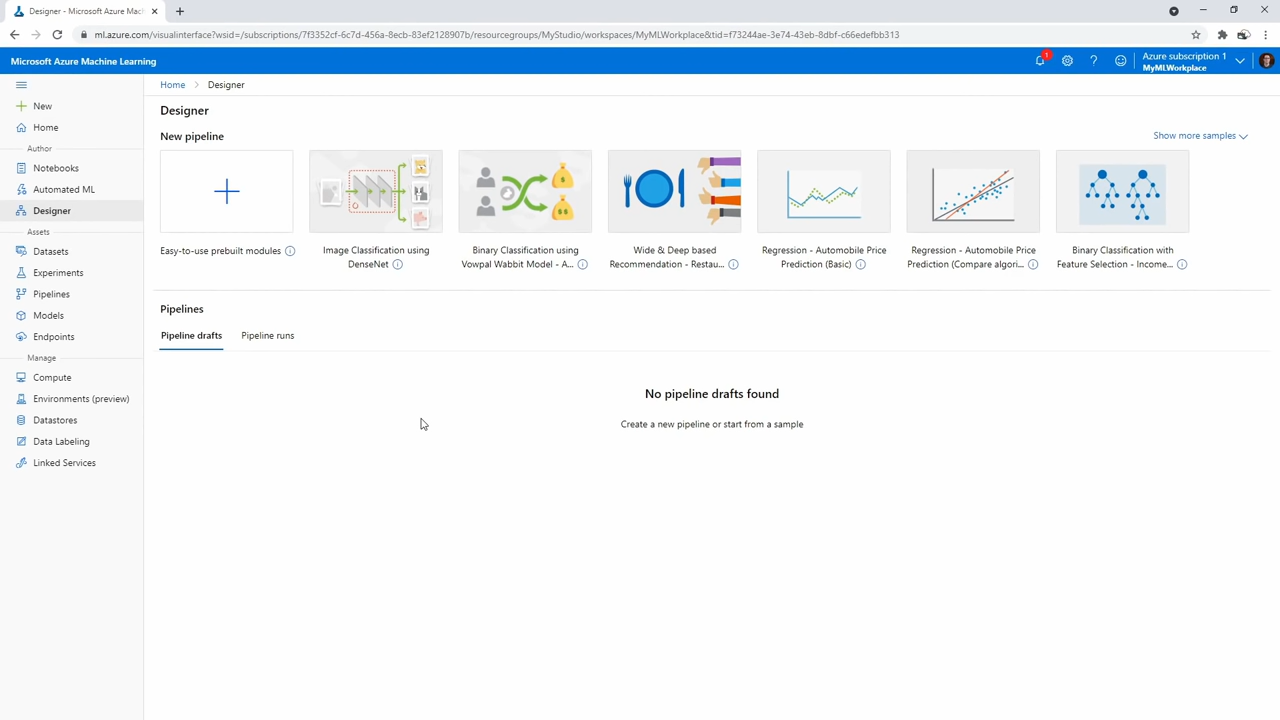 Designer - Microsoft Azure Mach
ml.azure.com/visualinterface?wsid=/subscriptions/7f3352cf-6c7d-456a-8ecb-83ef2128907b/resourcegroups/MyStudio/workspaces/MyMLWorkplace&tid=f73244ae-3e74-43eb-8dbf-c66edefbb313
Microsoft Azure Machine Learning
1
Azure subscription 1
MyMLWorkplace
New
Home
Author
Notebooks
Automated ML
Designer
Assets
Datasets
Experiments
Pipelines
Models
Endpoints
Manage
Compute
Environments (preview)
Datastores
Data Labeling
Linked Services
Home > Designer
Designer
New pipeline
Show more samples
Easy-to-use prebuilt modules
Image Classification using
DenseNet
Binary Classification using
Vowpal Wabbit Model - A...
Wide & Deep based
Recommendation - Restau...
Regression - Automobile Price
Prediction (Basic)
Regression - Automobile Price
Prediction (Compare algori...
Binary Classification with
Feature Selection - Income...
Pipelines
Pipeline drafts
Pipeline runs
No pipeline drafts found
Create a new pipeline or start from a sample